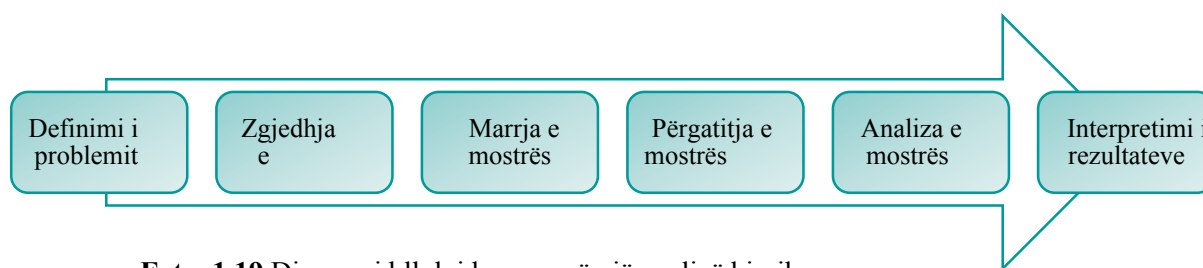 Definimi i
problemit
Zgjedhja
e
Marrja e
mostrës
Përgatitja e
mostrës
Analiza e
mostrës
Interpretimi i
rezultateve